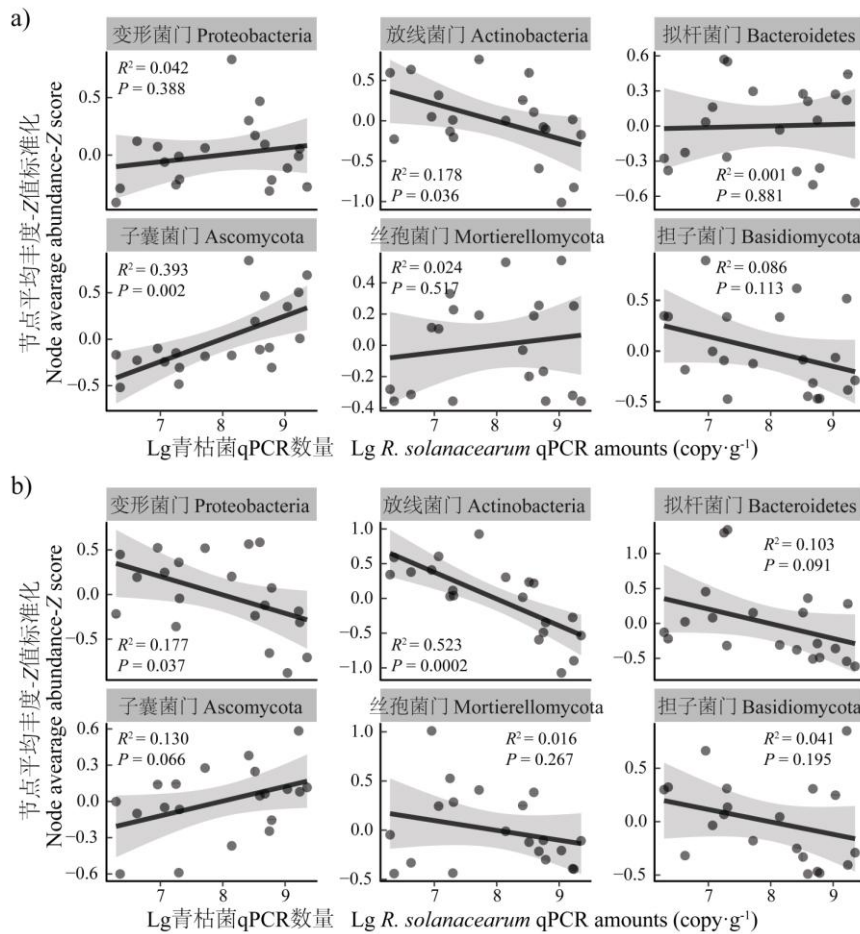 a)
变形菌门 Proteobacteria
放线菌门 Actinobacteria
拟杆菌门 Bacteroidetes
R² = 0.042
P = 0.388
0.5
0.0
R² = 0.178
P = 0.036
0.5
0.0
−0.5
−1.0
R² = 0.001
P = 0.881
0.6
0.3
0.0
−0.3
−0.6
子囊菌门 Ascomycota
丝孢菌门 Mortierellomycota
担子菌门 Basidiomycota
R² = 0.393
P = 0.002
0.5
0.0
−0.5
7
8
9
R² = 0.024
P = 0.517
0.4
0.2
0.0
−0.2
−0.4
7
8
9
R² = 0.086
P = 0.113
0.5
0.0
−0.5
7
8
9
节点平均丰度-Z值标准化
Node avearage abundance-Z score
Lg青枯菌qPCR数量 Lg R. solanacearum qPCR amounts (copy·g⁻¹)
b)
变形菌门 Proteobacteria
放线菌门 Actinobacteria
拟杆菌门 Bacteroidetes
R² = 0.177
P = 0.037
0.5
0.0
−0.5
R² = 0.523
P = 0.0002
1.0
0.5
0.0
−0.5
−1.0
R² = 0.103
P = 0.091
1.0
0.5
0.0
−0.5
子囊菌门 Ascomycota
丝孢菌门 Mortierellomycota
担子菌门 Basidiomycota
R² = 0.130
P = 0.066
0.6
0.3
0.0
−0.3
−0.6
7
8
9
R² = 0.016
P = 0.267
1.0
0.5
0.0
−0.5
7
8
9
R² = 0.041
P = 0.195
0.5
0.0
−0.5
7
8
9
节点平均丰度-Z值标准化
Node avearage abundance-Z score
Lg青枯菌qPCR数量 Lg R. solanacearum qPCR amounts (copy·g⁻¹)